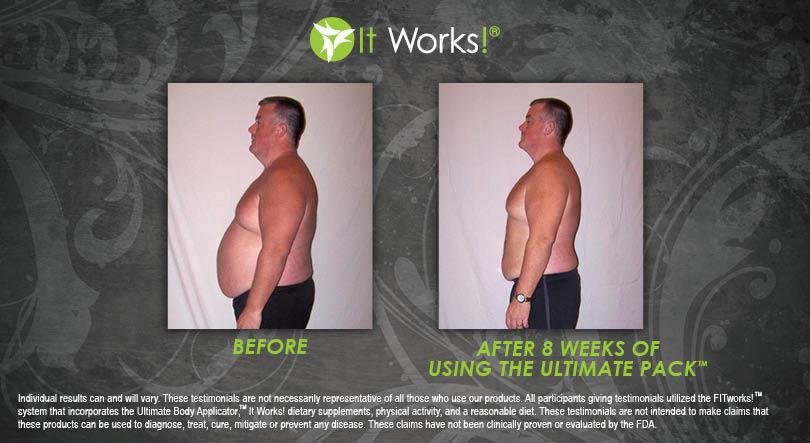 It Works!®
BEFORE
AFTER 8 WEEKS OF
USING THE ULTIMATE PACK™
Individual results can and will vary. These testimonials are not necessarily representative of all those who use our products. All participants giving testimonials utilized the FITworks!™
system that incorporates the Ultimate Body Applicator,™ It Works! dietary supplements, physical activity, and a reasonable diet. These testimonials are not intended to make claims that
these products can be used to diagnose, treat, cure, mitigate or prevent any disease. These claims have not been clinically proven or evaluated by the FDA.